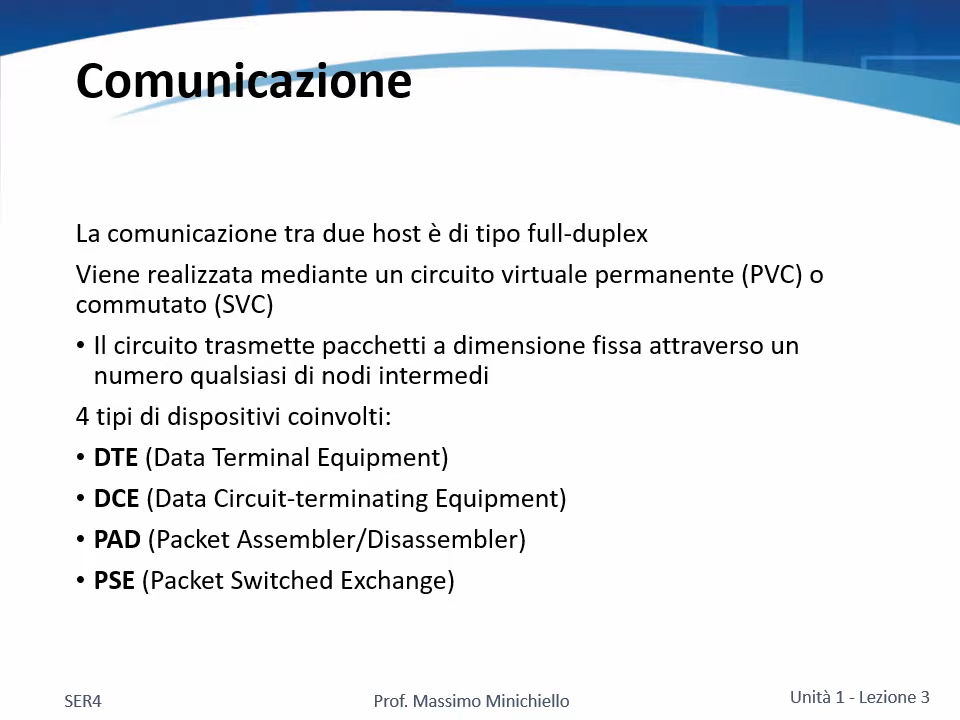 Comunicazione
La comunicazione tra due host è di tipo full-duplex
Viene realizzata mediante un circuito virtuale permanente (PVC) o
commutato (SVC)
• Il circuito trasmette pacchetti a dimensione fissa attraverso un
numero qualsiasi di nodi intermedi
4 tipi di dispositivi coinvolti:
• DTE (Data Terminal Equipment)
• DCE (Data Circuit-terminating Equipment)
• PAD (Packet Assembler/Disassembler)
• PSE (Packet Switched Exchange)
SER4
Prof. Massimo Minichiello
Unità 1 - Lezione 3